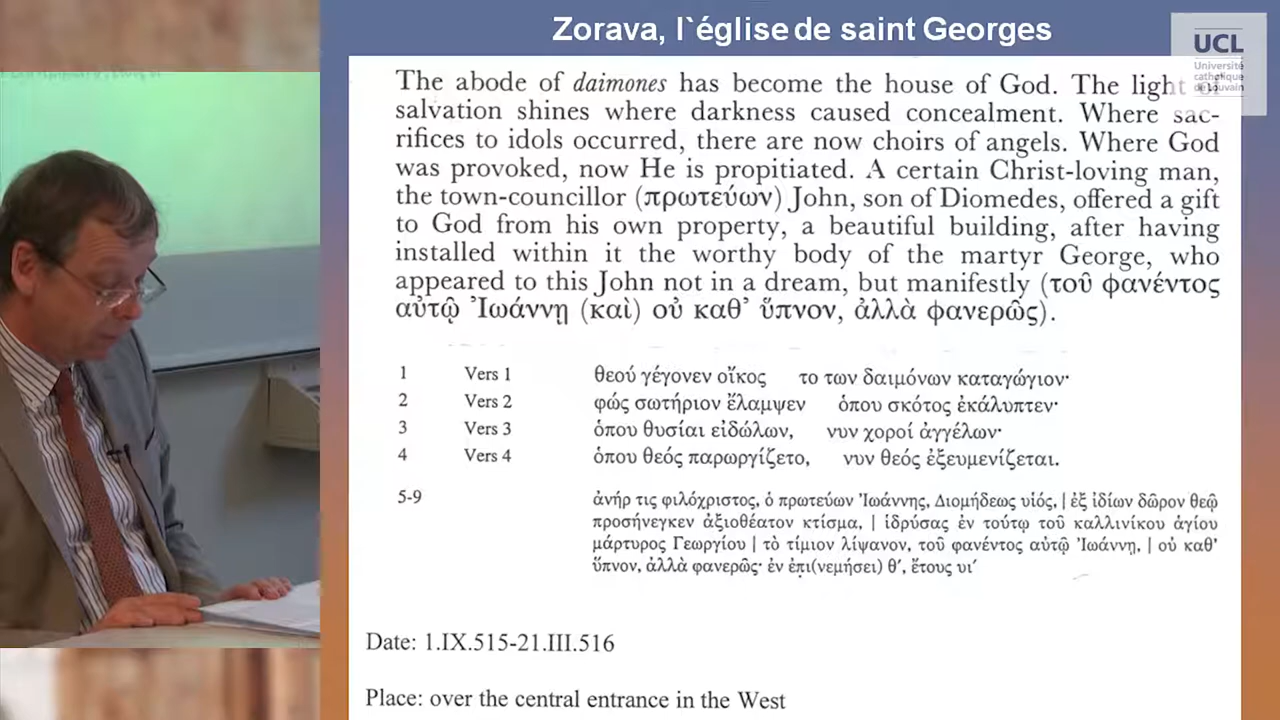 Zorava, l`église de saint Georges
UCL
Université
catholique
de Louvain
The abode of daimones has become the house of God. The light of
salvation shines where darkness caused concealment. Where sac-
rifices to idols occurred, there are now choirs of angels. Where God
was provoked, now He is propitiated. A certain Christ-loving man,
the town-councillor (πρωτεύων) John, son of Diomedes, offered a gift
to God from his own property, a beautiful building, after having
installed within it the worthy body of the martyr George, who
appeared to this John not in a dream, but manifestly (τοῦ φανέντος
αὐτῷ Ἰωάννῃ (καὶ) οὐ καθ’ ὕπνον, ἀλλὰ φανερῶς).
1 Vers 1 θεού γέγονεν οἴκος το των δαιμόνων καταγώγιον·
2 Vers 2 φώς σωτήριον ἔλαμψεν ὁπου σκότος ἐκάλυπτεν·
3 Vers 3 ὁπου θυσίαι εἰδώλων, νυν χοροί ἀγγέλων·
4 Vers 4 ὁπου θεός παρωργίζετο, νυν θεός ἐξευμενίζεται.
5-9 ἀνήρ τις φιλόχριστος, ὁ πρωτεύων Ἰωάννης, Διομήδεως υἱός, | ἐξ ἰδίων δῶρον θεῷ
προσήνεγκεν ἀξιοθέατον κτίσμα, | ἱδρύσας ἐν τούτῳ τοῦ καλλινίκου ἁγίου
μάρτυρος Γεωργίου | τὸ τίμιον λίψανον, τοῦ φανέντος αὐτῷ Ἰωάννῃ, | οὐ καθ’
ὕπνον, ἀλλὰ φανερῶς· ἐν ἐπι(νεμήσει) θ′, ἔτους υι′
Date: 1.IX.515-21.III.516
Place: over the central entrance in the West